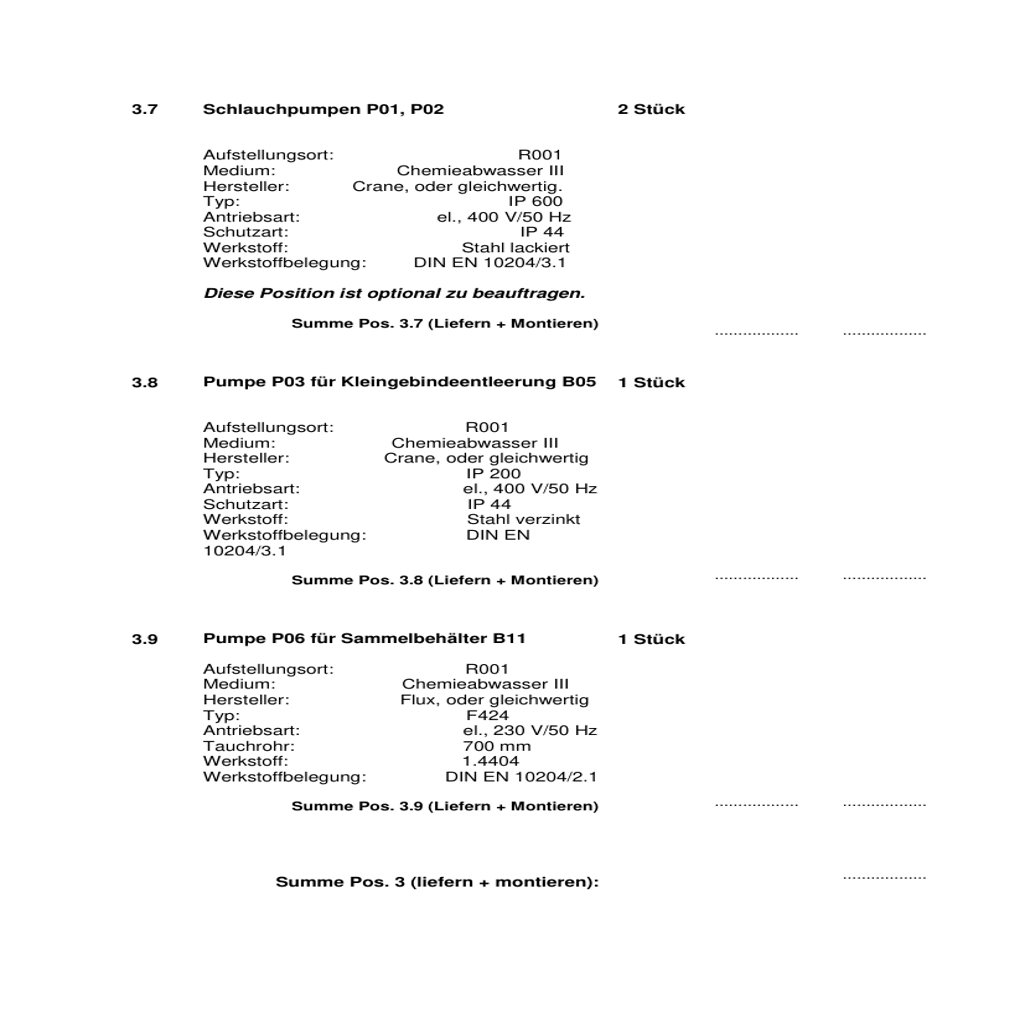 3.7 Schlauchpumpen P01, P02 2 Stück
Aufstellungsort: R001
Medium: Chemieabwasser III
Hersteller: Crane, oder gleichwertig.
Typ: IP 600
Antriebsart: el., 400 V/50 Hz
Schutzart: IP 44
Werkstoff: Stahl lackiert
Werkstoffbelegung: DIN EN 10204/3.1
Diese Position ist optional zu beauftragen.
Summe Pos. 3.7 (Liefern + Montieren) .................. ..................
3.8 Pumpe P03 für Kleingebindeentleerung B05 1 Stück
Aufstellungsort: R001
Medium: Chemieabwasser III
Hersteller: Crane, oder gleichwertig
Typ: IP 200
Antriebsart: el., 400 V/50 Hz
Schutzart: IP 44
Werkstoff: Stahl verzinkt
Werkstoffbelegung: DIN EN
10204/3.1
Summe Pos. 3.8 (Liefern + Montieren) .................. ..................
3.9 Pumpe P06 für Sammelbehälter B11 1 Stück
Aufstellungsort: R001
Medium: Chemieabwasser III
Hersteller: Flux, oder gleichwertig
Typ: F424
Antriebsart: el., 230 V/50 Hz
Tauchrohr: 700 mm
Werkstoff: 1.4404
Werkstoffbelegung: DIN EN 10204/2.1
Summe Pos. 3.9 (Liefern + Montieren) .................. ..................
Summe Pos. 3 (liefern + montieren): ..................